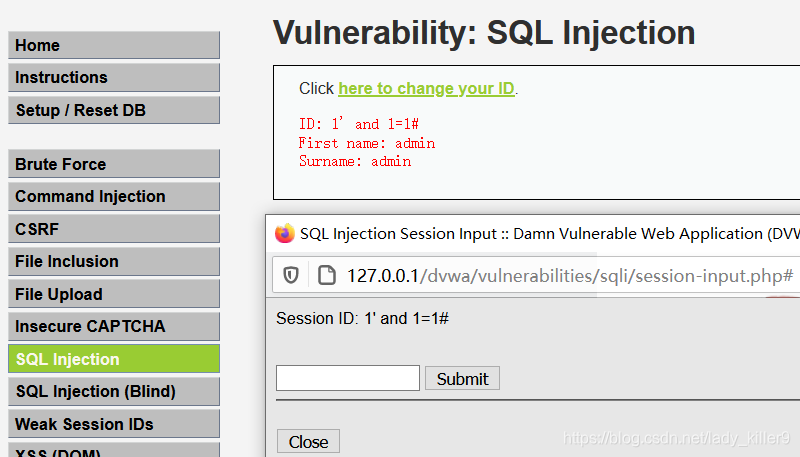 Home
Instructions
Setup / Reset DB
Brute Force
Command Injection
CSRF
File Inclusion
File Upload
Insecure CAPTCHA
SQL Injection
SQL Injection (Blind)
Weak Session IDs
XSS (DOM)
Vulnerability: SQL Injection
Click here to change your ID.
ID: 1' and 1=1#
First name: admin
Surname: admin
SQL Injection Session Input :: Damn Vulnerable Web Application (DVW
127.0.0.1/dvwa/vulnerabilities/sqli/session-input.php#
Session ID: 1' and 1=1#
Submit
Close
https://blog.csdn.net/lady_killer9